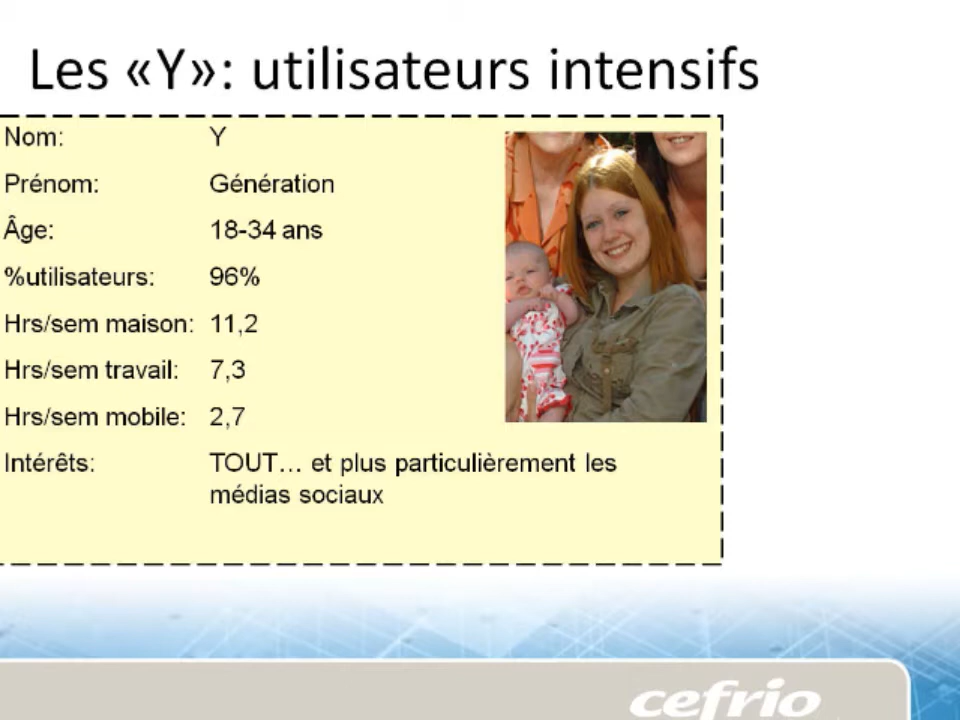 Les «Y»: utilisateurs intensifs
Nom: Y
Prénom: Génération
Âge: 18-34 ans
%utilisateurs: 96%
Hrs/sem maison: 11,2
Hrs/sem travail: 7,3
Hrs/sem mobile: 2,7
Intérêts: TOUT... et plus particulièrement les
médias sociaux
cefrio